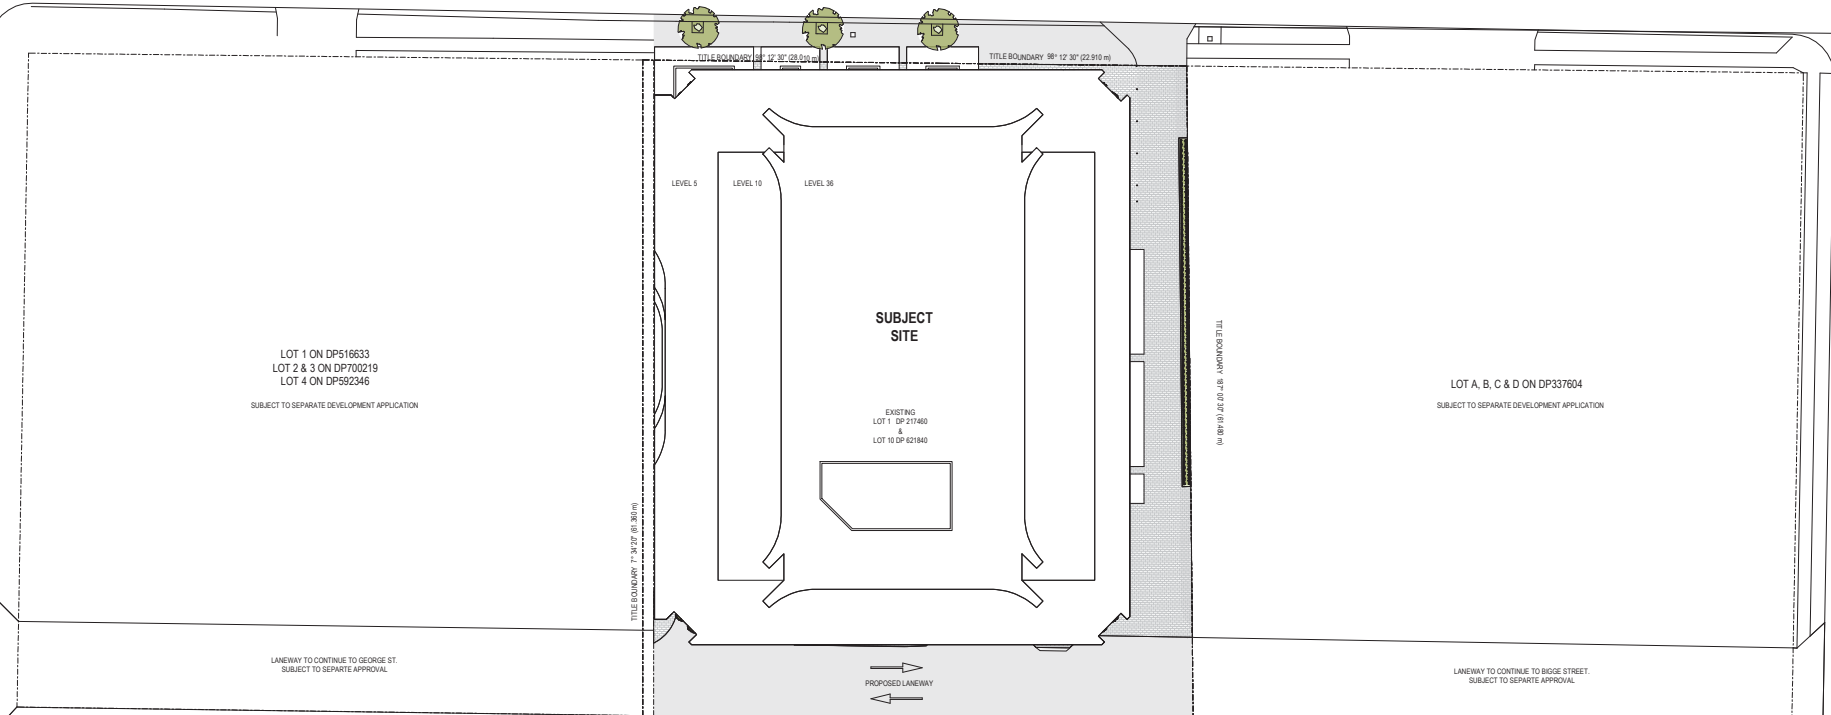 TITLE BOUNDARY 98° 12' 30" (28.010 m)
TITLE BOUNDARY 98° 12' 30" (22.910 m)
LEVEL 5
LEVEL 10
LEVEL 36
SUBJECT
SITE
LOT 1 ON DP516633
LOT 2 & 3 ON DP700219
LOT 4 ON DP592346
SUBJECT TO SEPARATE DEVELOPMENT APPLICATION
EXISTING
LOT 1 DP 217460
&
LOT 10 DP 621840
TITLE BOUNDARY 187° 00' 30" (61.480 m)
LOT A, B, C & D ON DP337604
SUBJECT TO SEPARATE DEVELOPMENT APPLICATION
TITLE BOUNDARY 7° 34' 20" (61.360 m)
LANEWAY TO CONTINUE TO GEORGE ST.
SUBJECT TO SEPARTE APPROVAL
PROPOSED LANEWAY
LANEWAY TO CONTINUE TO BIGGE STREET.
SUBJECT TO SEPARTE APPROVAL